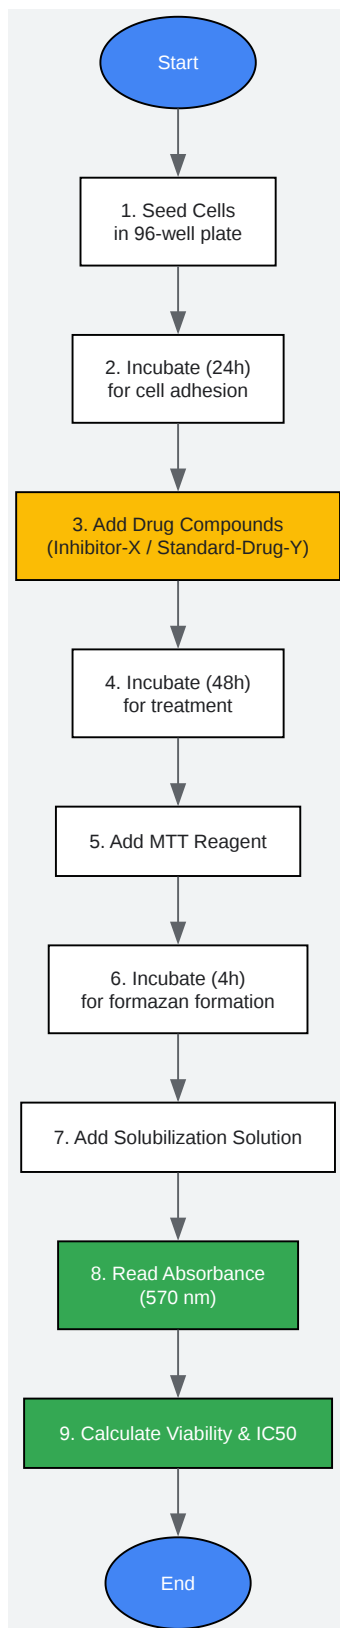 Start
1. Seed Cells
in 96-well plate
2. Incubate (24h)
for cell adhesion
3. Add Drug Compounds
(Inhibitor-X / Standard-Drug-Y)
4. Incubate (48h)
for treatment
5. Add MTT Reagent
6. Incubate (4h)
for formazan formation
7. Add Solubilization Solution
8. Read Absorbance
(570 nm)
9. Calculate Viability & IC50
End